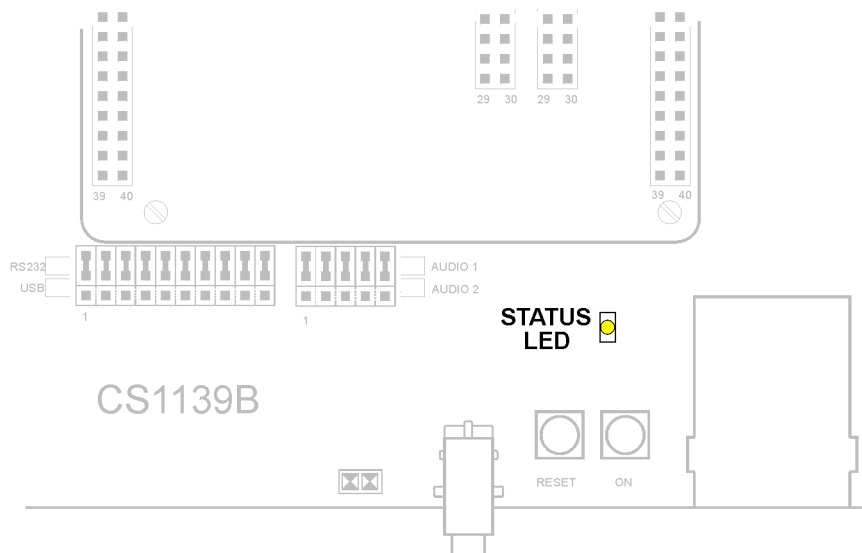 29 30 29 30
39 40 39 40
RS232 AUDIO 1
USB AUDIO 2
1 1
STATUS
LED
CS1139B
RESET ON